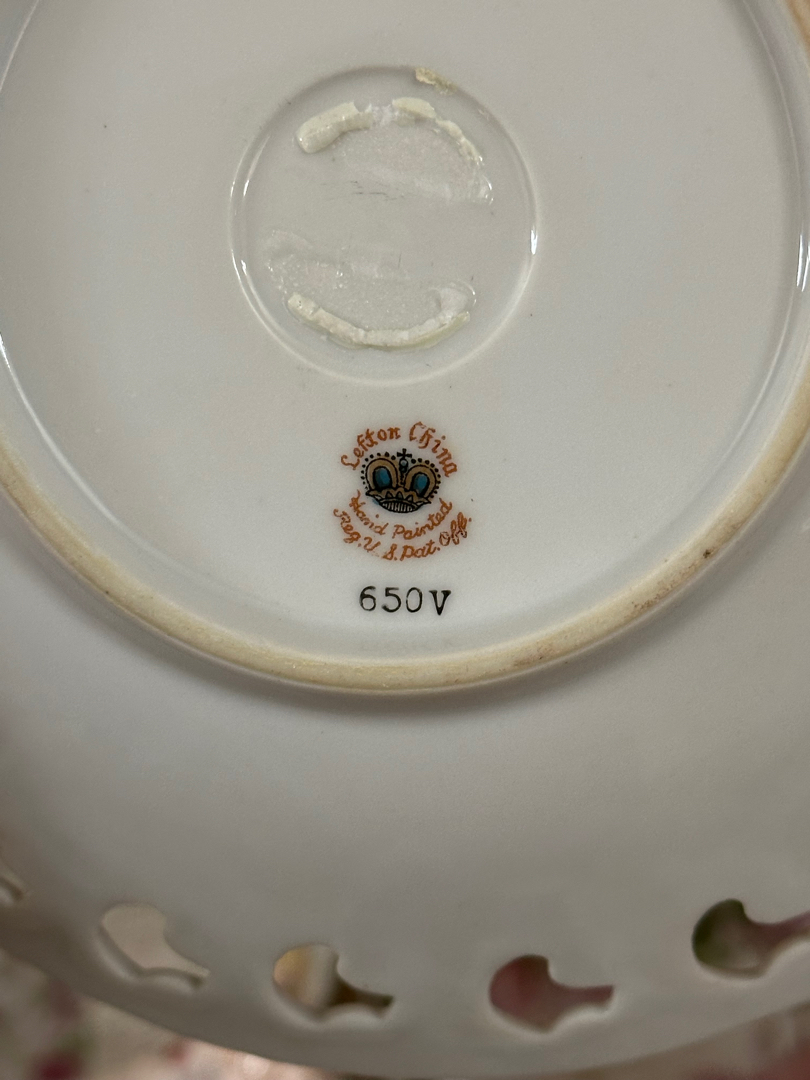 Lefton China
Hand Painted
Reg. U. S. Pat. Off.
650V